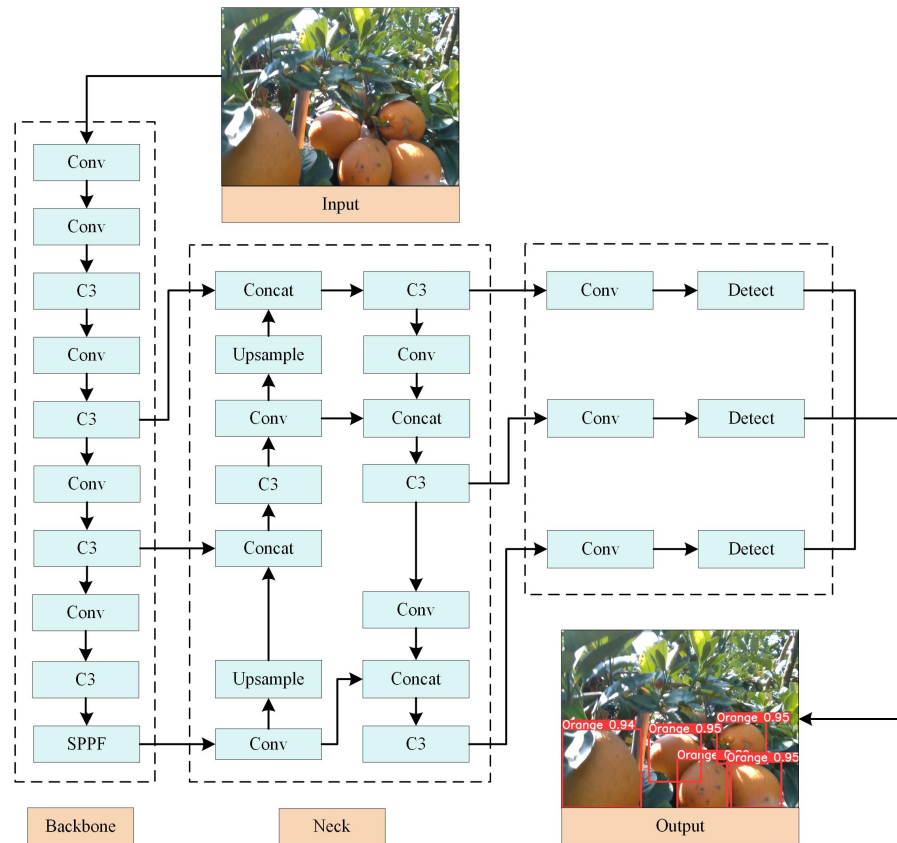 Input
Conv
Conv
C3
Conv
C3
Conv
C3
Conv
C3
SPPF
Backbone
Concat
Upsample
Conv
C3
Concat
Upsample
Conv
C3
Conv
Concat
C3
Conv
Concat
C3
Neck
Conv
Detect
Conv
Detect
Conv
Detect
Orange 0.94
Orange 0.95
Orange 0.95
Orange
Orange 0.95
Output